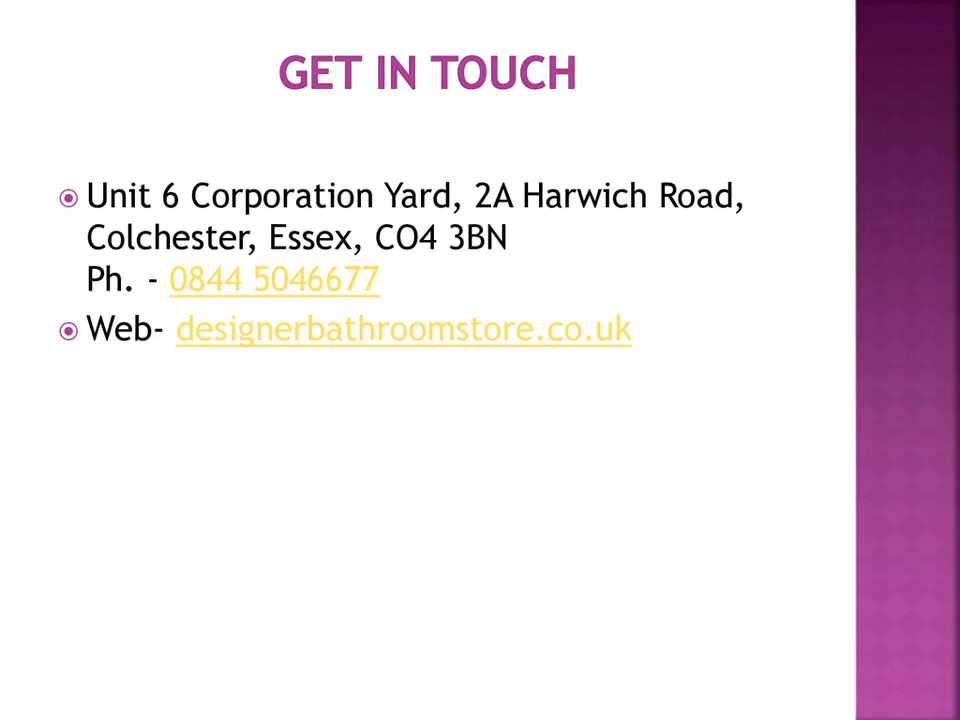 GET IN TOUCH
Unit 6 Corporation Yard, 2A Harwich Road,
Colchester, Essex, CO4 3BN
Ph. - 0844 5046677
Web- designerbathroomstore.co.uk